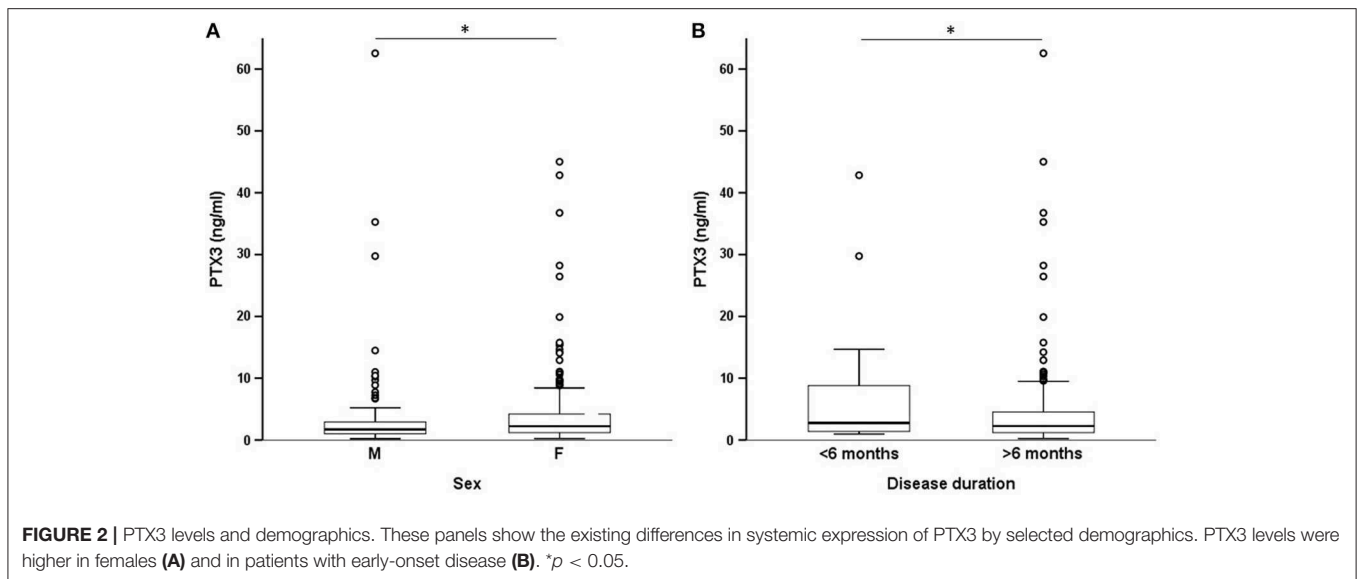 A
*
60
50
40
30
20
10
0
PTX3 (ng/ml)
M
F
Sex
B
*
60
50
40
30
20
10
0
PTX3 (ng/ml)
<6 months
>6 months
Disease duration
FIGURE 2 | PTX3 levels and demographics. These panels show the existing differences in systemic expression of PTX3 by selected demographics. PTX3 levels were
higher in females (A) and in patients with early-onset disease (B). *p < 0.05.